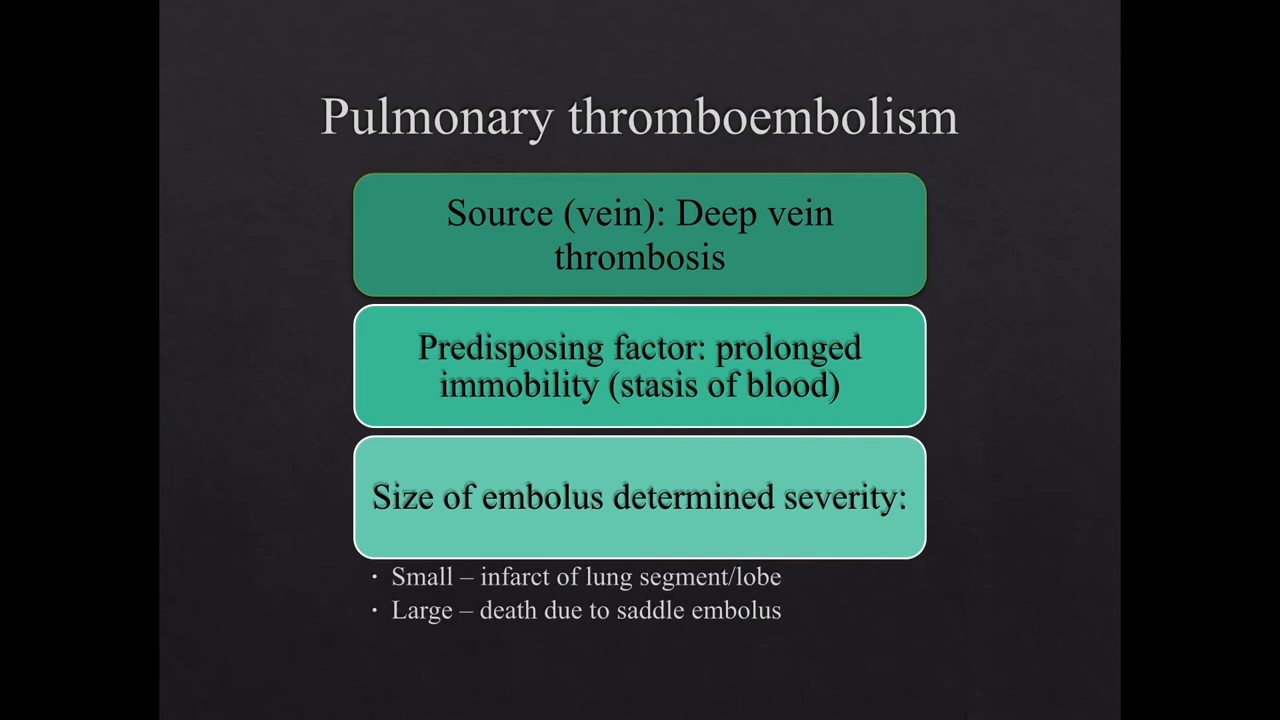 Pulmonary thromboembolism
Source (vein): Deep vein
thrombosis
Predisposing factor: prolonged
immobility (stasis of blood)
Size of embolus determined severity:
• Small – infarct of lung segment/lobe
• Large – death due to saddle embolus